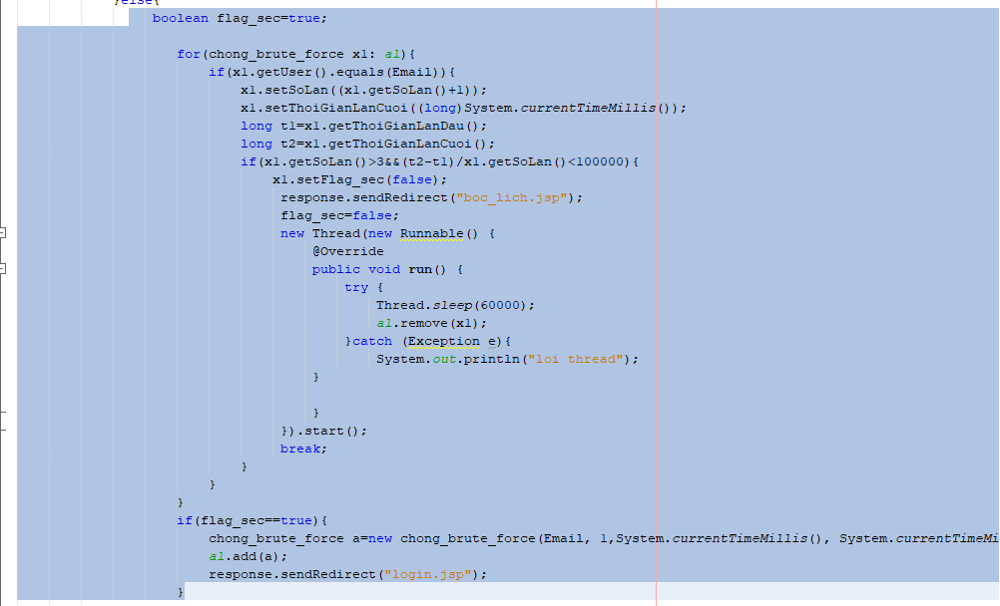 }else{
boolean flag_sec=true;
for(chong_brute_force x1: al){
if(x1.getUser().equals(Email)){
x1.setSoLan((x1.getSoLan()+1));
x1.setThoiGianLanCuoi((long)System.currentTimeMillis());
long t1=x1.getThoiGianLanDau();
long t2=x1.getThoiGianLanCuoi();
if(x1.getSoLan()>3&&(t2-t1)/x1.getSoLan()<100000){
x1.setFlag_sec(false);
response.sendRedirect("boc_lich.jsp");
flag_sec=false;
new Thread(new Runnable() {
@Override
public void run() {
try {
Thread.sleep(60000);
al.remove(x1);
}catch (Exception e){
System.out.println("loi thread");
}
}
}).start();
break;
}
}
}
if(flag_sec==true){
chong_brute_force a=new chong_brute_force(Email, 1,System.currentTimeMillis(), System.currentTimeMi
al.add(a);
response.sendRedirect("login.jsp");
}